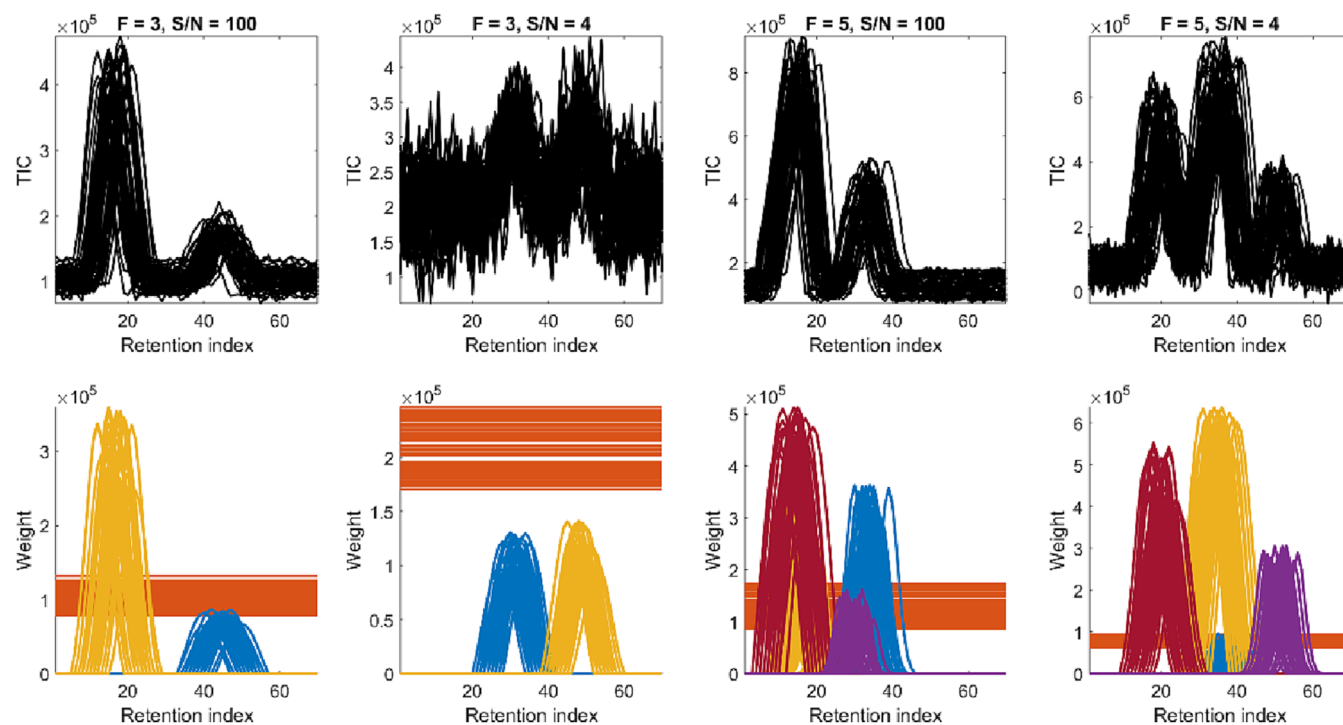 F = 3, S/N = 100
×10⁵
TIC
4
3
2
1
20 40 60
Retention index
F = 3, S/N = 4
×10⁵
TIC
4
3.5
3
2.5
2
1.5
1
20 40 60
Retention index
F = 5, S/N = 100
×10⁵
TIC
8
6
4
2
20 40 60
Retention index
F = 5, S/N = 4
×10⁵
TIC
6
4
2
0
20 40 60
Retention index
×10⁵
Weight
3
2
1
0
20 40 60
Retention index
×10⁵
Weight
2
1.5
1
0.5
0
20 40 60
Retention index
×10⁵
Weight
5
4
3
2
1
0
20 40 60
Retention index
×10⁵
Weight
6
5
4
3
2
1
0
20 40 60
Retention index